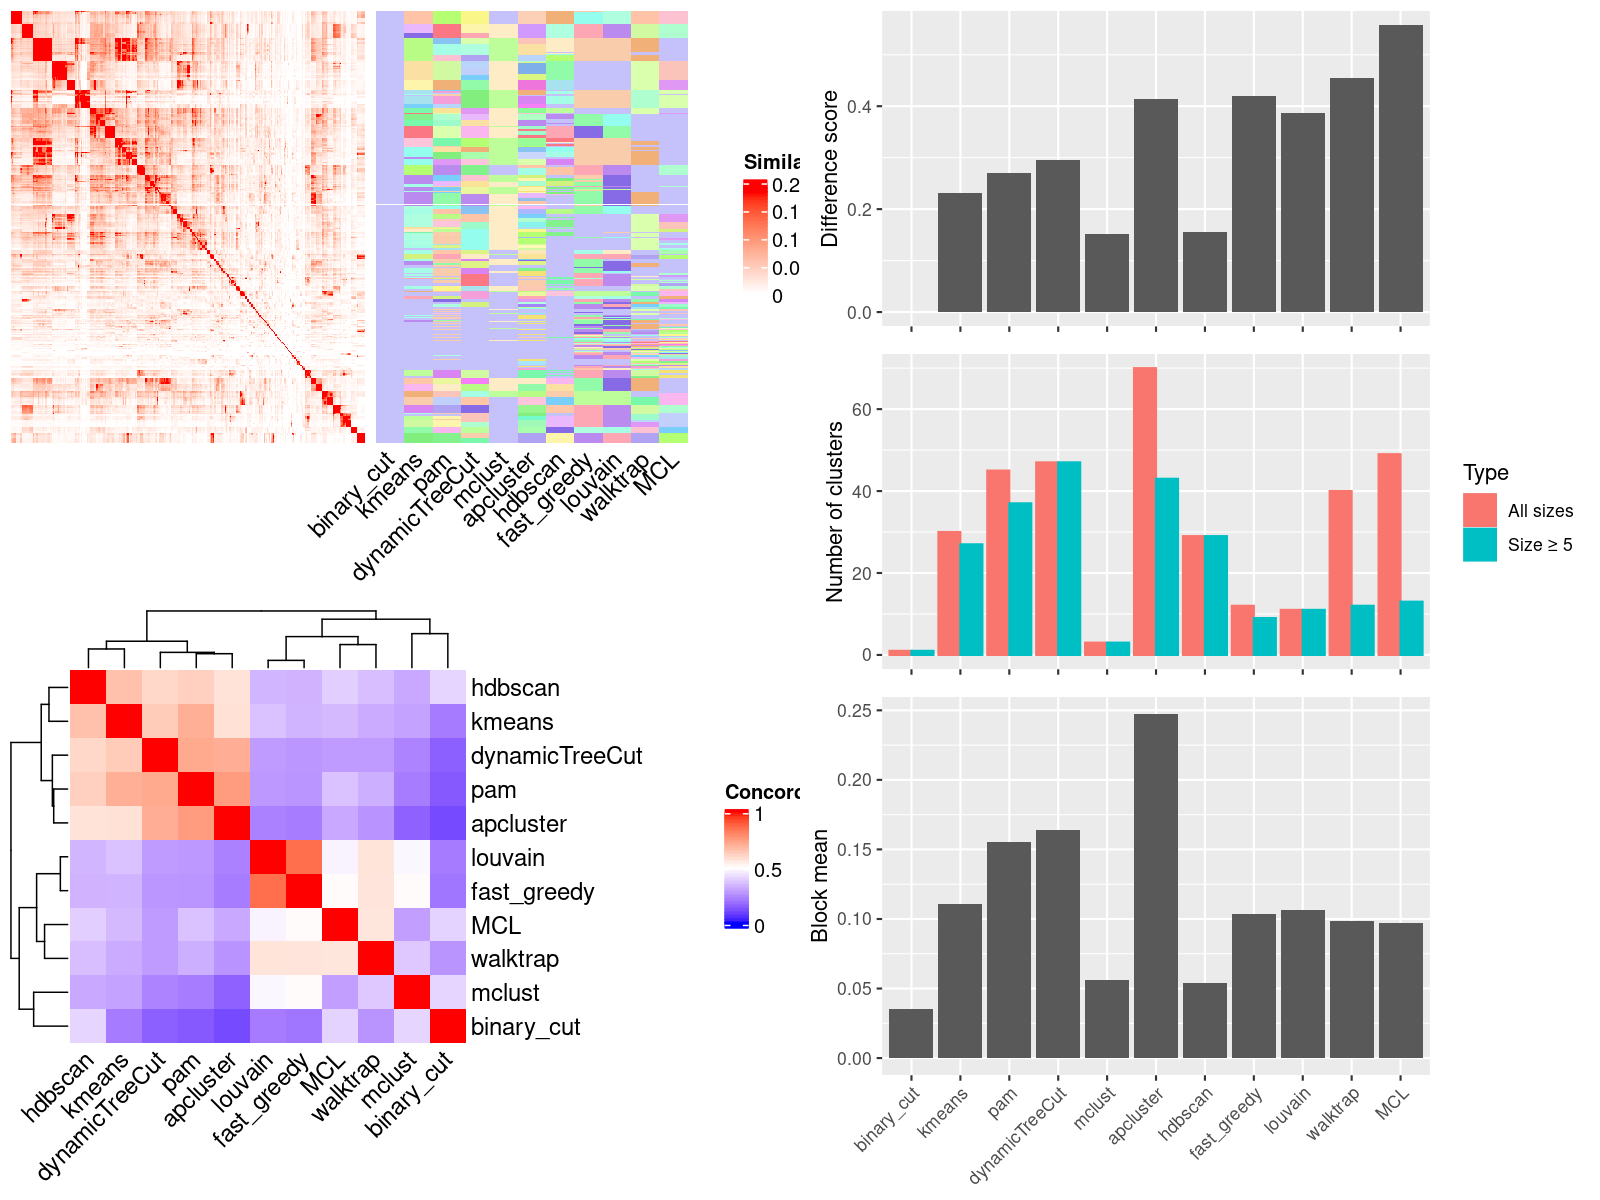 Simila
0.2
0.1
0.1
0.0
0
binary_cut
kmeans
pam
dynamicTreeCut
mclust
apcluster
hdbscan
fast_greedy
louvain
walktrap
MCL
hdbscan
kmeans
dynamicTreeCut
pam
apcluster
louvain
fast_greedy
MCL
walktrap
mclust
binary_cut
hdbscan
kmeans
dynamicTreeCut
pam
apcluster
louvain
fast_greedy
MCL
walktrap
mclust
binary_cut
Concord
1
0.5
0
Difference score
0.4
0.2
0.0
Number of clusters
60
40
20
0
Type
All sizes
Size ≥ 5
Block mean
0.25
0.20
0.15
0.10
0.05
0.00
binary_cut
kmeans
pam
dynamicTreeCut
mclust
apcluster
hdbscan
fast_greedy
louvain
walktrap
MCL